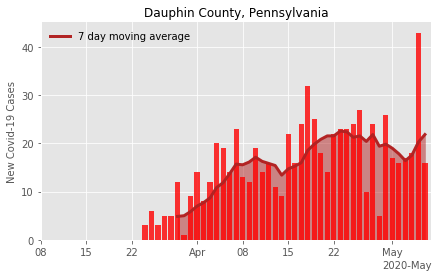 Dauphin County, Pennsylvania
7 day moving average
New Covid-19 Cases
40
30
20
10
0
08 15 22 Apr 08 15 22 May
2020-May